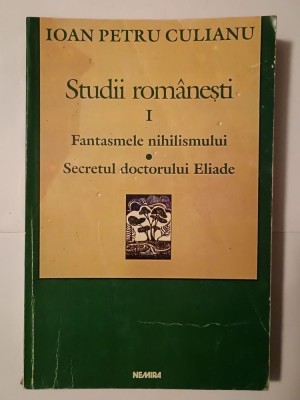 IOAN PETRU CULIANU
Studii românești
I
Fantasmele nihilismului
•
Secretul doctorului Eliade
NEMIRA